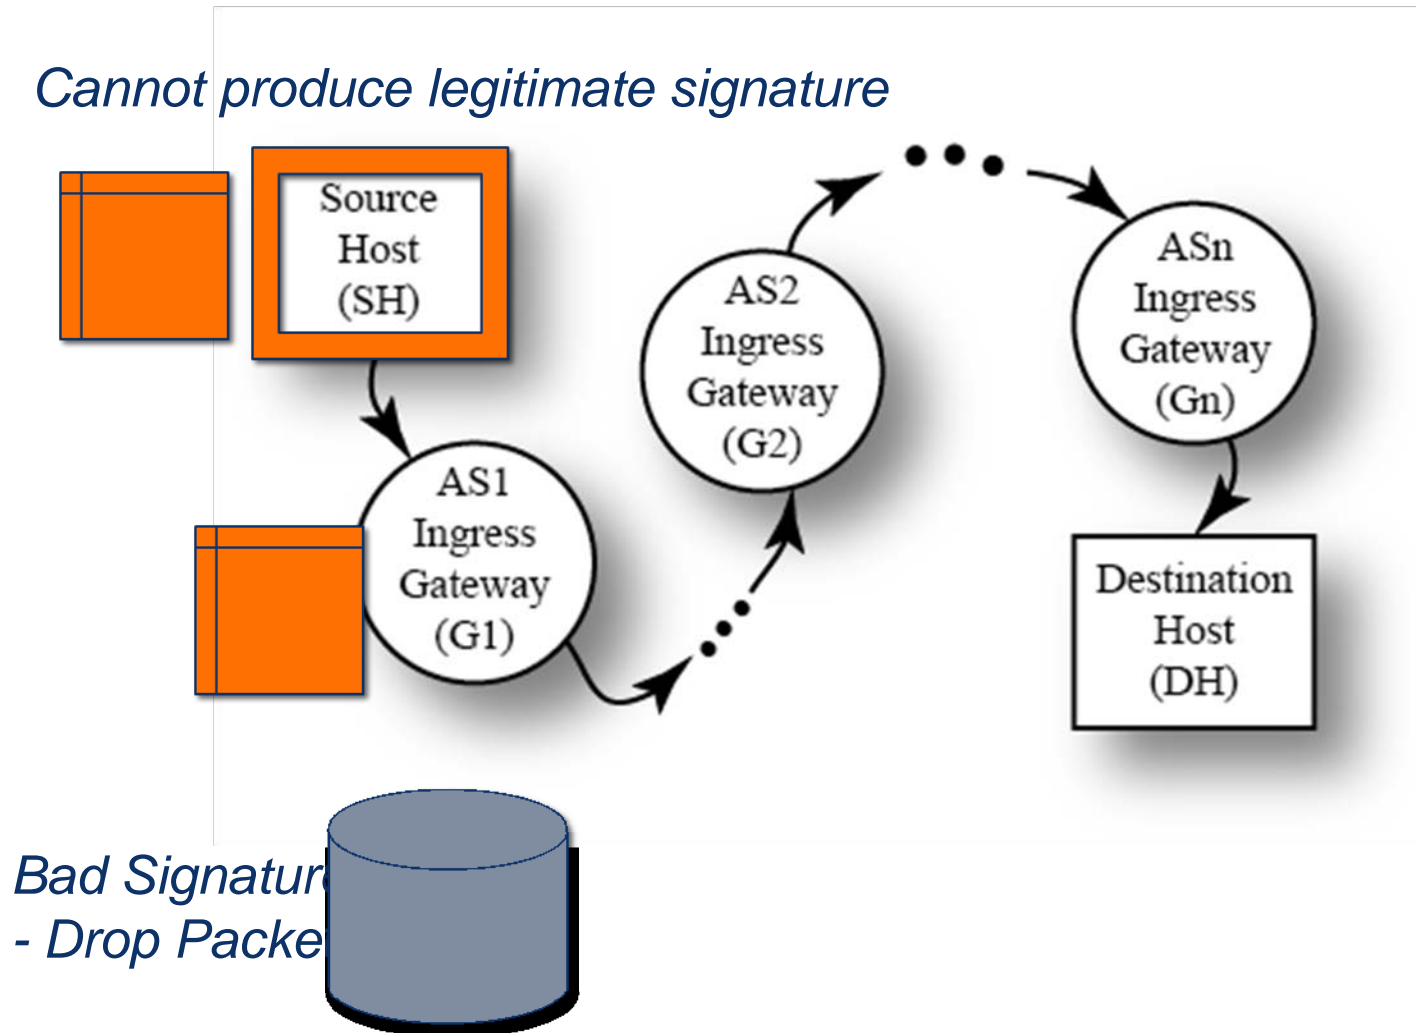 Cannot produce legitimate signature
Source
Host
(SH)
AS1
Ingress
Gateway
(G1)
AS2
Ingress
Gateway
(G2)
ASn
Ingress
Gateway
(Gn)
Destination
Host
(DH)
Bad Signatur
- Drop Packe